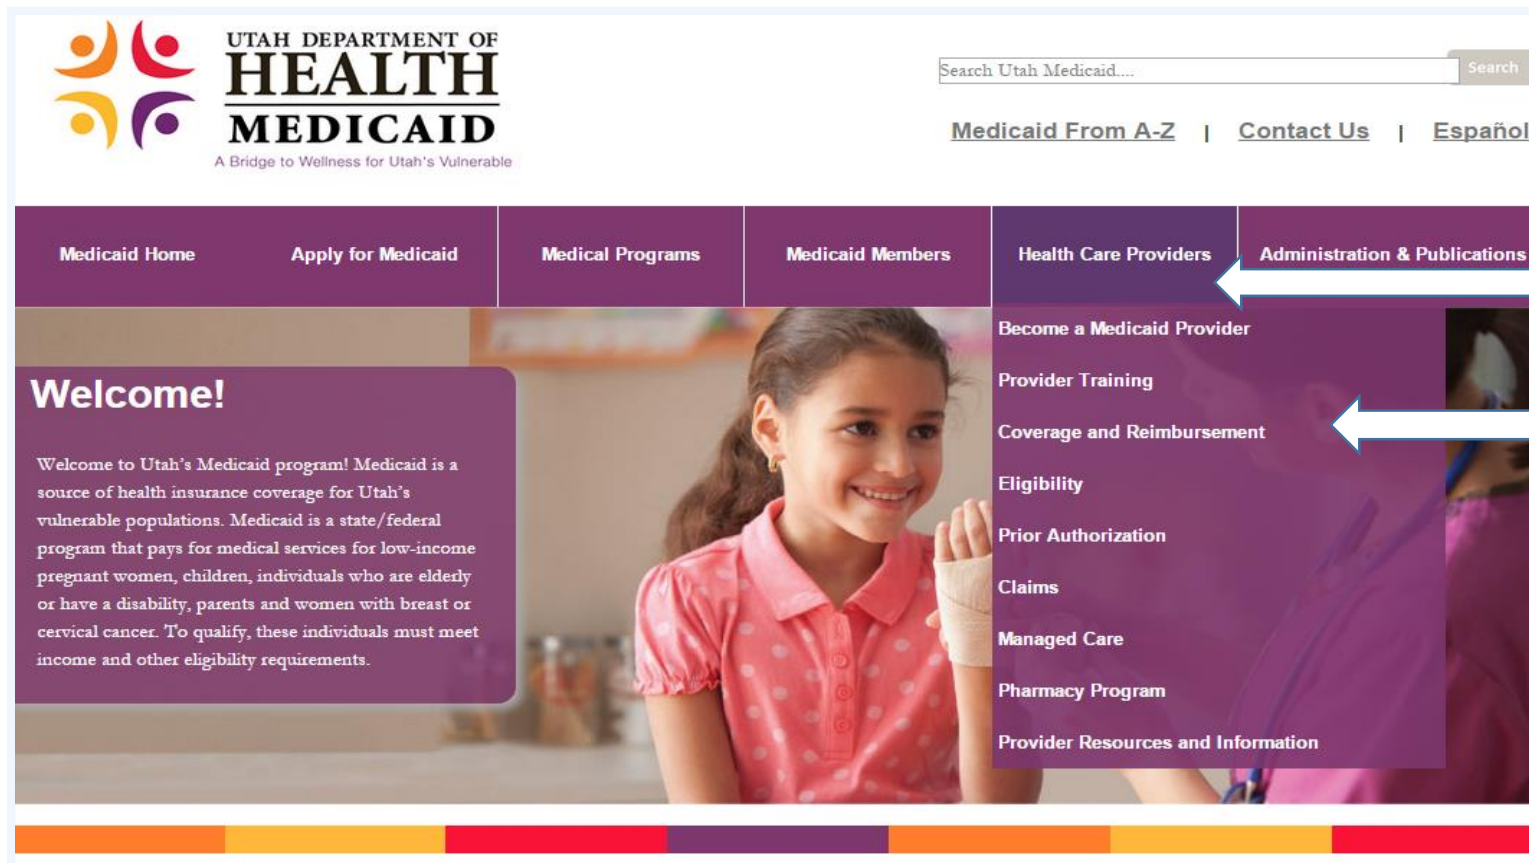 UTAH DEPARTMENT OF
HEALTH
MEDICAID
A Bridge to Wellness for Utah's Vulnerable
Search Utah Medicaid....
Search
Medicaid From A-Z | Contact Us | Español
Medicaid Home Apply for Medicaid Medical Programs Medicaid Members Health Care Providers Administration & Publications
Become a Medicaid Provider
Provider Training
Coverage and Reimbursement
Eligibility
Prior Authorization
Claims
Managed Care
Pharmacy Program
Provider Resources and Information
Welcome!
Welcome to Utah's Medicaid program! Medicaid is a
source of health insurance coverage for Utah's
vulnerable populations. Medicaid is a state/federal
program that pays for medical services for low-income
pregnant women, children, individuals who are elderly
or have a disability, parents and women with breast or
cervical cancer. To qualify, these individuals must meet
income and other eligibility requirements.